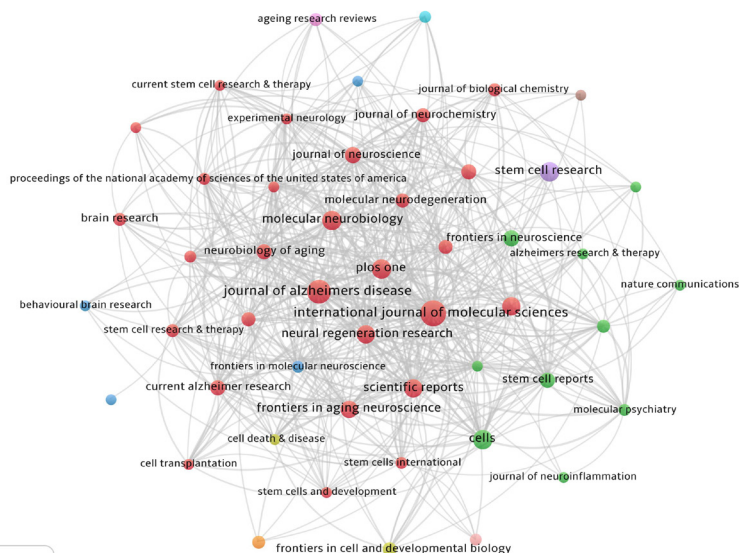 ageing research reviews
current stem cell research & therapy
journal of biological chemistry
experimental neurology
journal of neurochemistry
journal of neuroscience
stem cell research
proceedings of the national academy of sciences of the united states of america
molecular neurodegeneration
brain research
molecular neurobiology
frontiers in neuroscience
neurobiology of aging
alzheimers research & therapy
plos one
nature communications
journal of alzheimers disease
behavioural brain research
international journal of molecular sciences
stem cell research & therapy
neural regeneration research
frontiers in molecular neuroscience
stem cell reports
current alzheimer research
scientific reports
frontiers in aging neuroscience
molecular psychiatry
cell death & disease
cells
cell transplantation
stem cells international
journal of neuroinflammation
stem cells and development
frontiers in cell and developmental biology